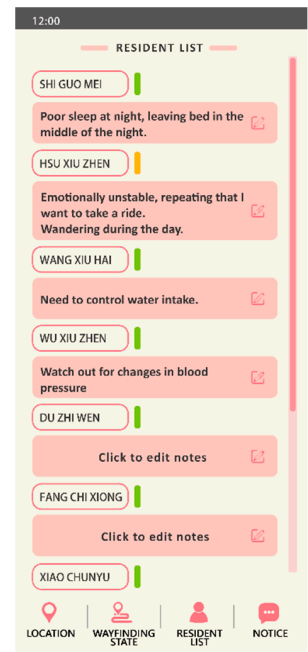 12:00
RESIDENT LIST
SHI GUO MEI
Poor sleep at night, leaving bed in the
middle of the night.
HSU XIU ZHEN
Emotionally unstable, repeating that I
want to take a ride.
Wandering during the day.
WANG XIU HAI
Need to control water intake.
WU XIU ZHEN
Watch out for changes in blood
pressure
DU ZHI WEN
Click to edit notes
FANG CHI XIONG
Click to edit notes
XIAO CHUNYU
LOCATION
WAYFINDING
STATE
RESIDENT
LIST
NOTICE